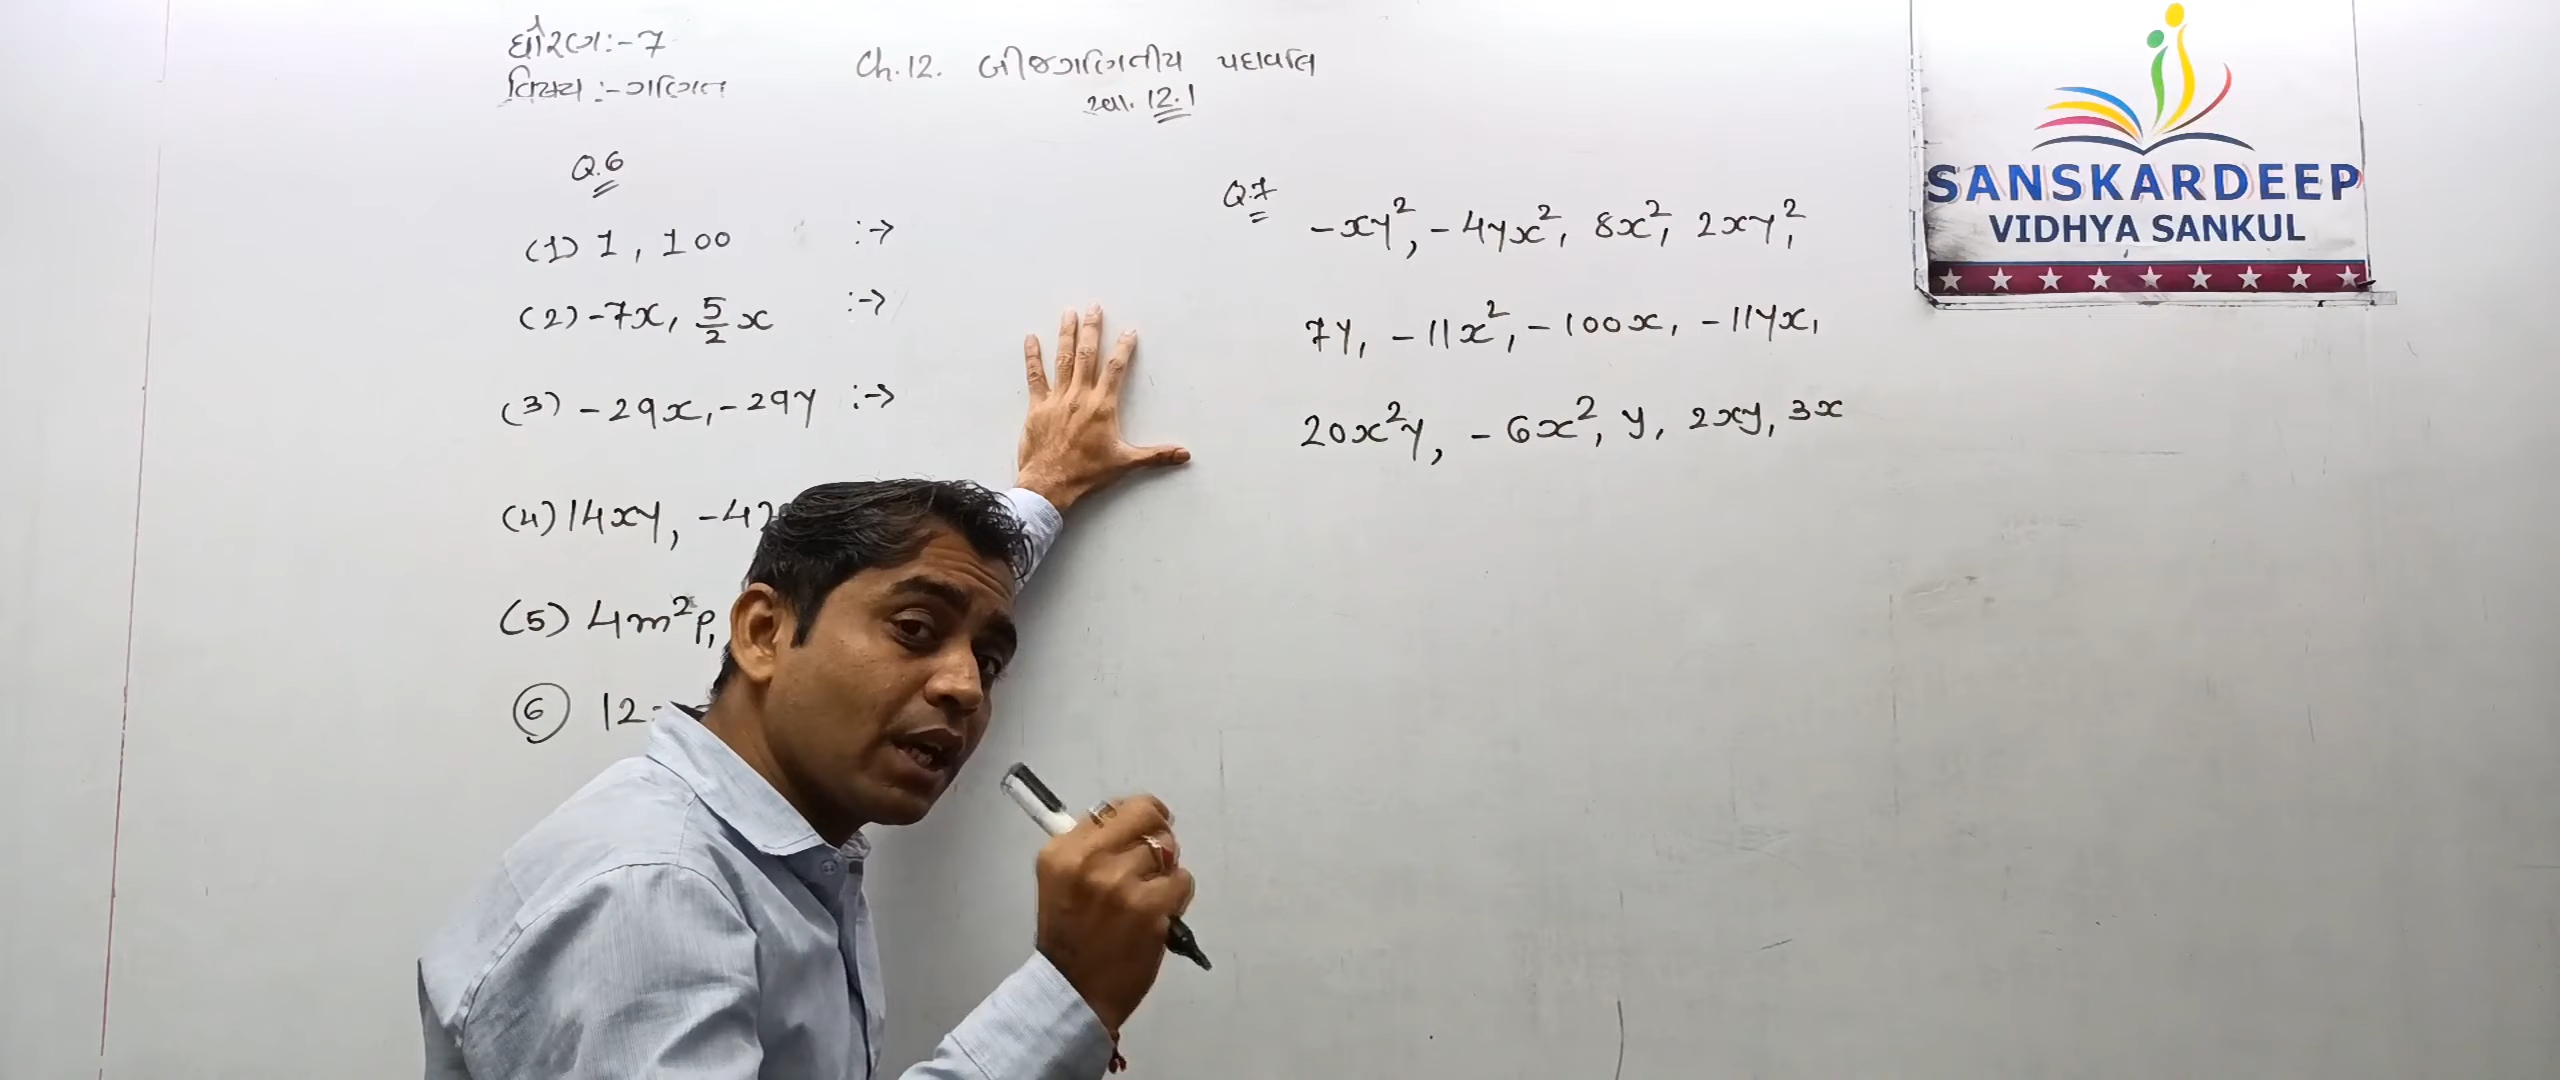 ધોરણ:-7
વિષય :- ગણિત
Ch.12. બીજગણિતીય પદાવલિ
સ્વા. 12.1
Q.6
(1) 1, 100 :→
(2) -7x, 5/2 x :→
(3) -29x, -29y :→
(4) 14xy, -42
(5) 4m²p,
6 12
Q.7
-xy², -4yx², 8x², 2xy²,
7y, -11x², -100x, -11yx,
20x²y, -6x², y, 2xy, 3x
SANSKARDEEP
VIDHYA SANKUL